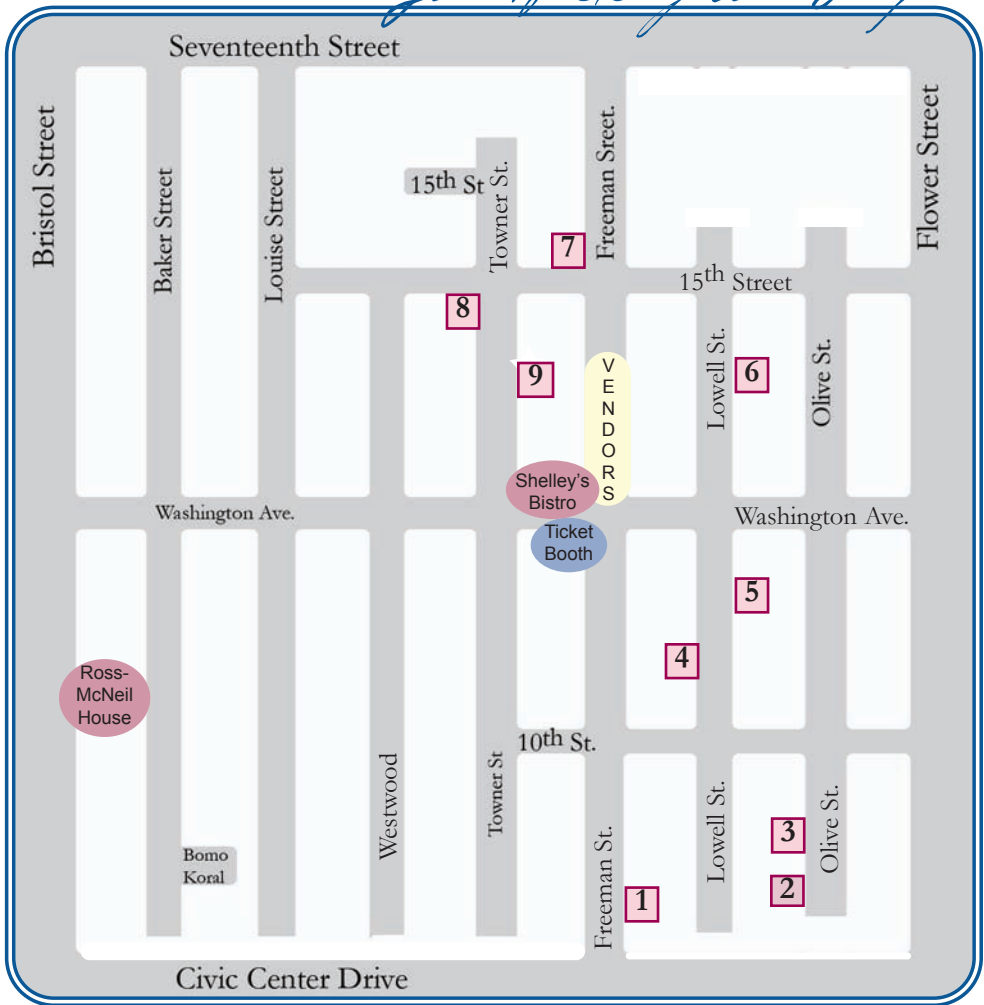 Seventeenth Street
Bristol Street
Baker Street
Louise Street
15th St
Towner St.
Freeman Sreet.
Flower Street
7
15th Street
8
9
VENDORS
Lowell St.
6
Olive St.
Shelley's
Bistro
Washington Ave.
Washington Ave.
Ticket
Booth
5
4
Ross-
McNeil
House
10th St.
Westwood
Towner St
Freeman St.
Lowell St.
Olive St.
3
2
1
Bomo
Koral
Civic Center Drive